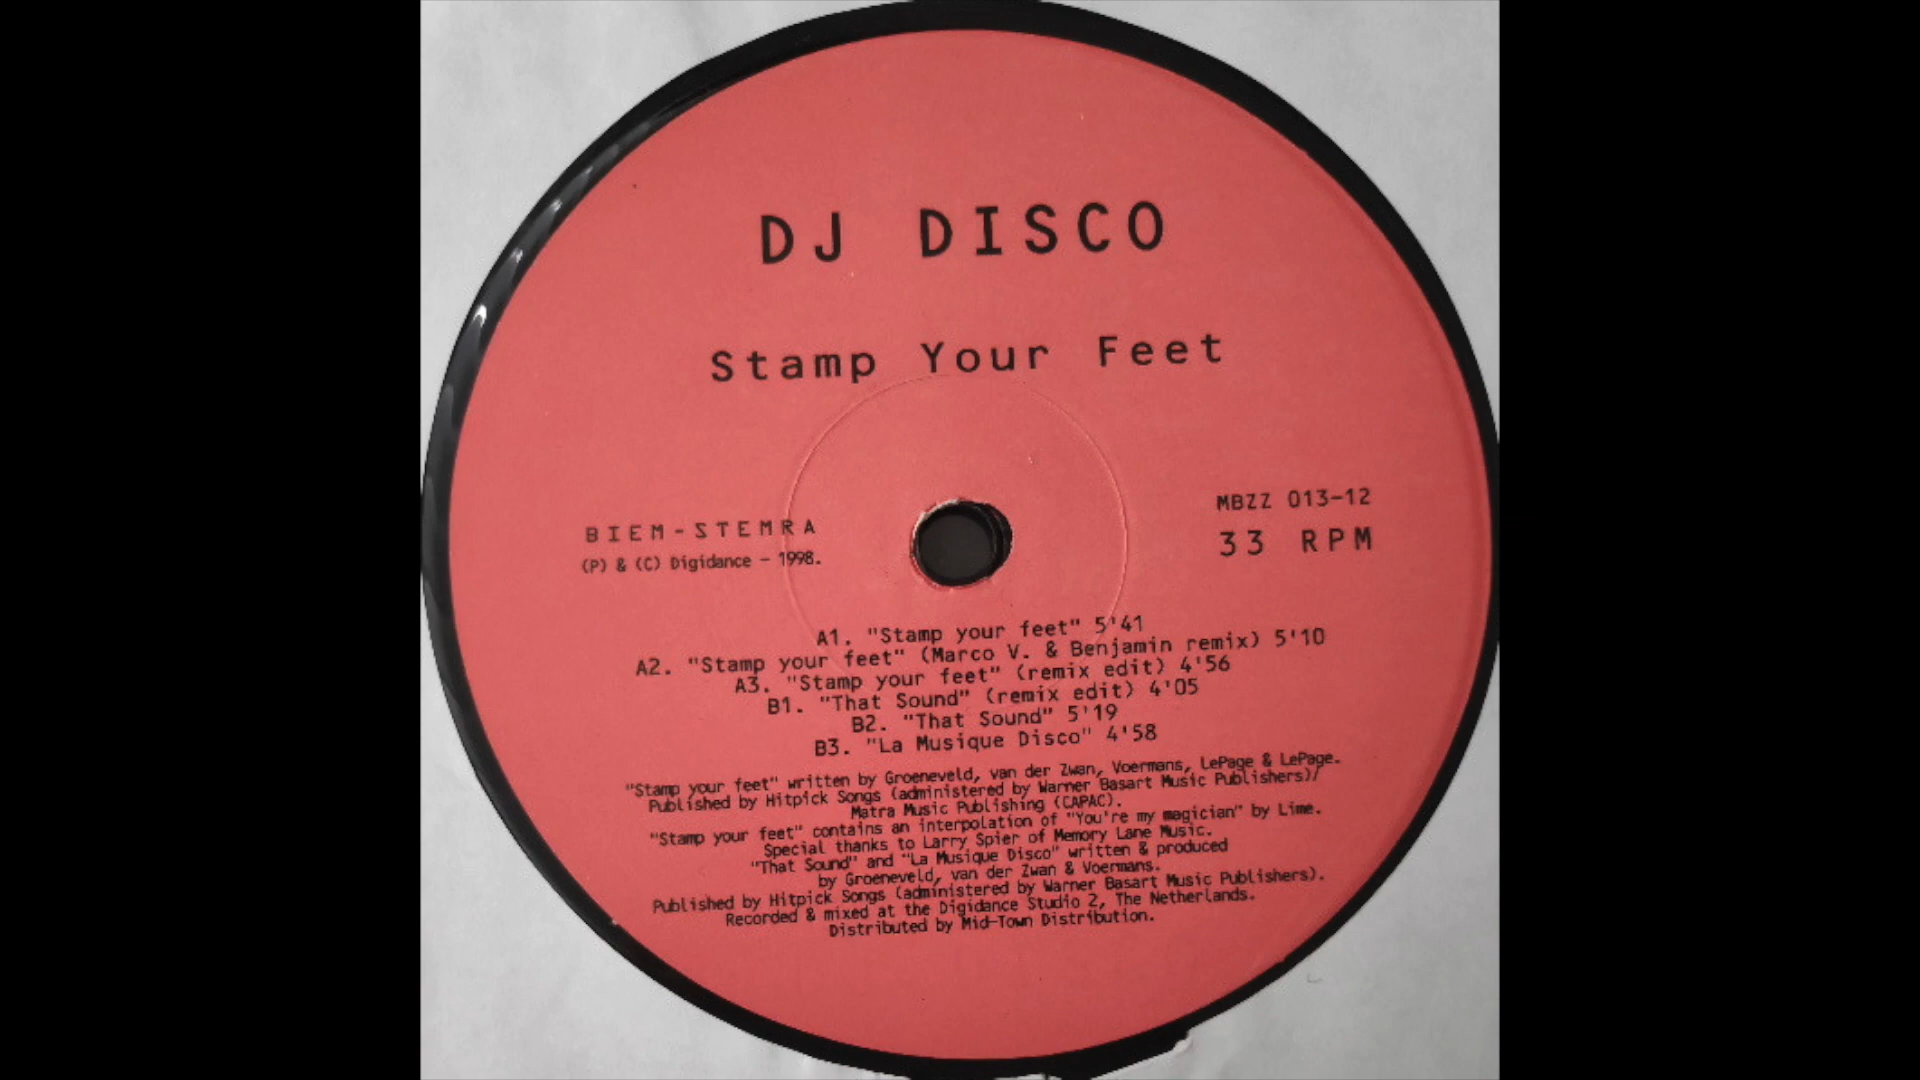 DJ DISCO
Stamp Your Feet
BIEM-STEMRA
(P) & (C) Digidance - 1998.
MBZZ 013-12
33 RPM
A1. "Stamp your feet" 5'41
A2. "Stamp your feet" (Marco V. & Benjamin remix) 5'10
A3. "Stamp your feet" (remix edit) 4'56
B1. "That Sound" (remix edit) 4'05
B2. "That Sound" 5'19
B3. "La Musique Disco" 4'58
"Stamp your feet" written by Groeneveld, van der Zwan, Voermans, LePage & LePage.
Published by Hitpick Songs (administered by Warner Basart Music Publishers)/
Matra Music Publishing (CAPAC).
"Stamp your feet" contains an interpolation of "You're my magician" by Lime.
Special thanks to Larry Spier of Memory Lane Music.
"That Sound" and "La Musique Disco" written & produced
by Groeneveld, van der Zwan & Voermans.
Published by Hitpick Songs (administered by Warner Basart Music Publishers).
Recorded & mixed at the Digidance Studio 2, The Netherlands.
Distributed by Mid-Town Distribution.